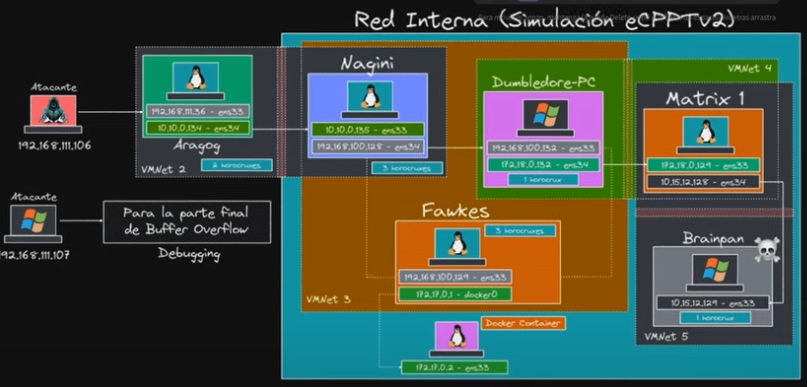 Red Interna (Simulación eCPPTv2)
Atacante
192.168.111.106
192.168.111.36 - ens33
10.10.0.134 - ens34
Aragog
VMNet 2
2 horocruxes
Nagini
10.10.0.135 - ens33
192.168.100.128 - ens34
3 horocruxes
Dumbledore-PC
192.168.100.132 - ens33
172.18.0.132 - ens34
1 horocrux
VMNet 4
Matrix 1
172.18.0.129 - ens33
10.15.12.128 - ens34
Atacante
192.168.111.107
Para la parte final
de Buffer Overflow
Debugging
Fawkes
3 horocruxes
192.168.100.129 - ens33
172.17.0.1 - docker0
VMNet 3
Docker Container
172.17.0.2 - ens33
Brainpan
10.15.12.129 - ens33
1 horocrux
VMNet 5